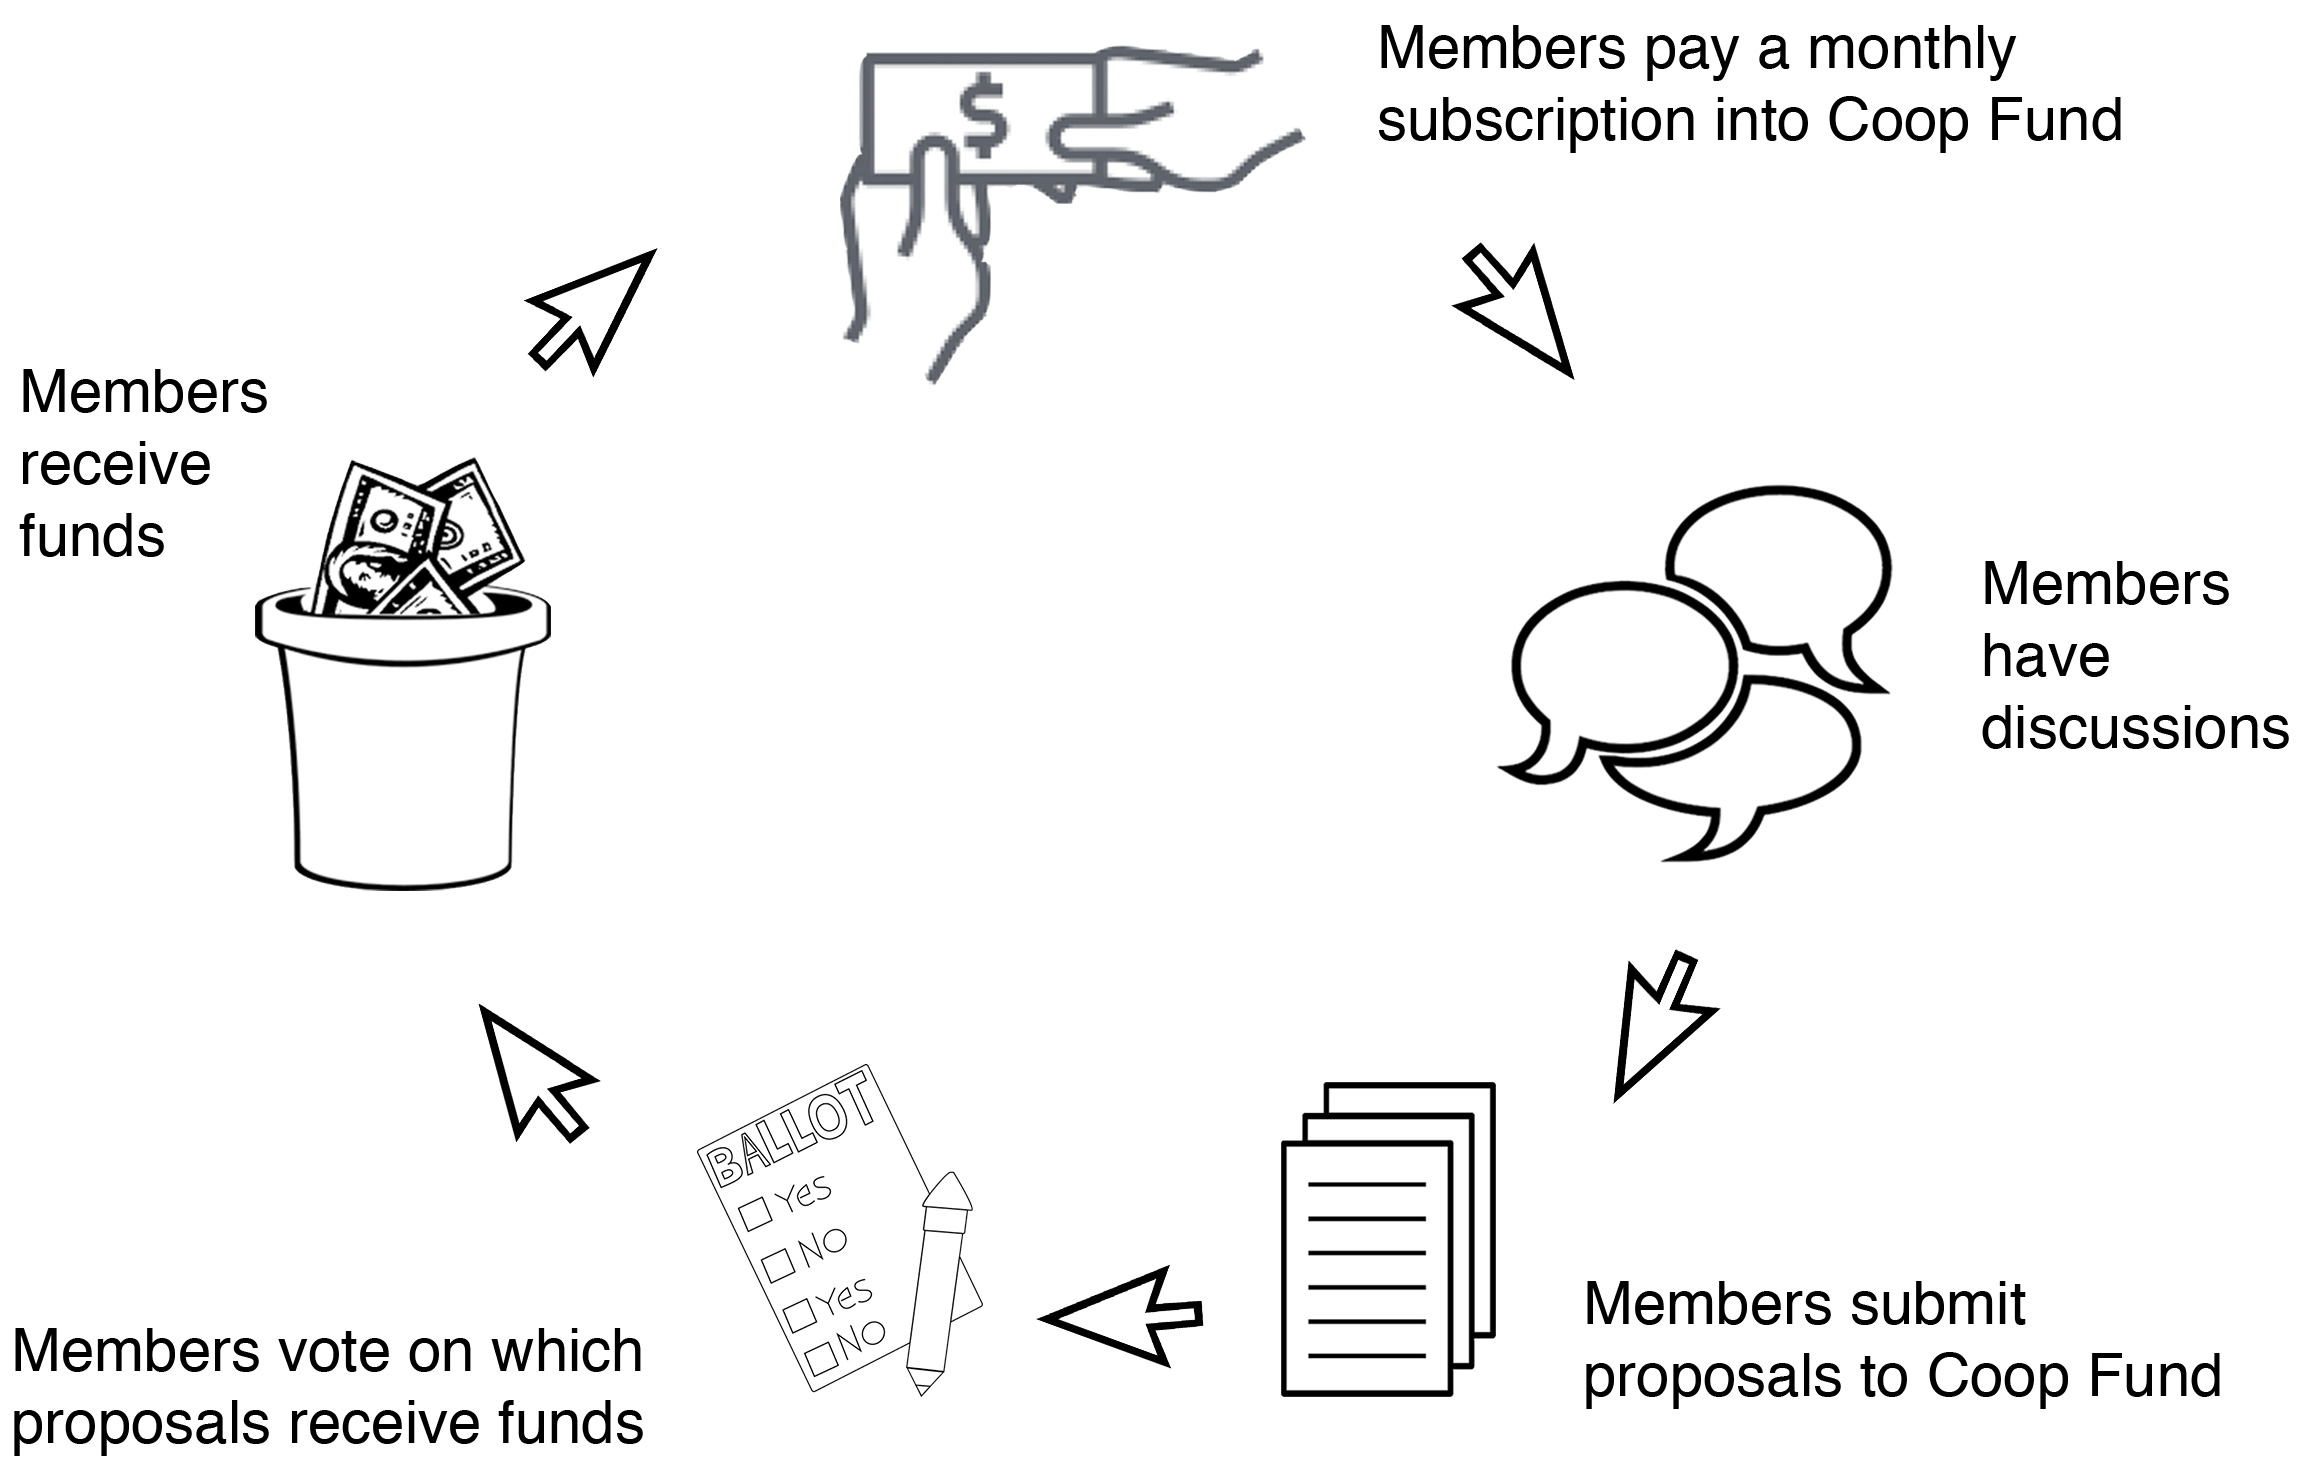 Members pay a monthly
subscription into Coop Fund
$
Members
have
discussions
Members submit
proposals to Coop Fund
BALLOT
YES
NO
YES
NO
Members vote on which
proposals receive funds
Members
receive
funds